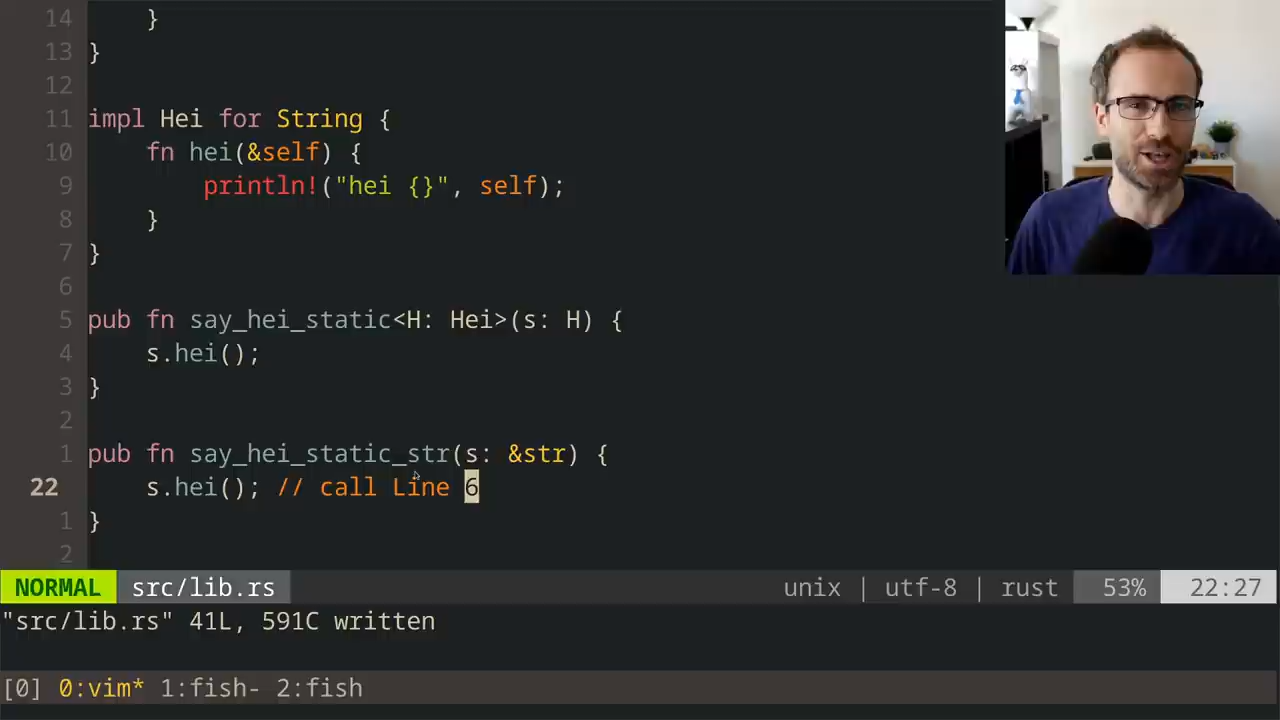 14     }
13 }
12
11 impl Hei for String {
10     fn hei(&self) {
9         println!("hei {}", self);
8     }
7 }
6
5 pub fn say_hei_static<H: Hei>(s: H) {
4     s.hei();
3 }
2
1 pub fn say_hei_static_str(s: &str) {
22     s.hei(); // call Line 6
1 }
2
NORMAL src/lib.rs unix | utf-8 | rust 53% 22:27
"src/lib.rs" 41L, 591C written
[0] 0:vim* 1:fish- 2:fish